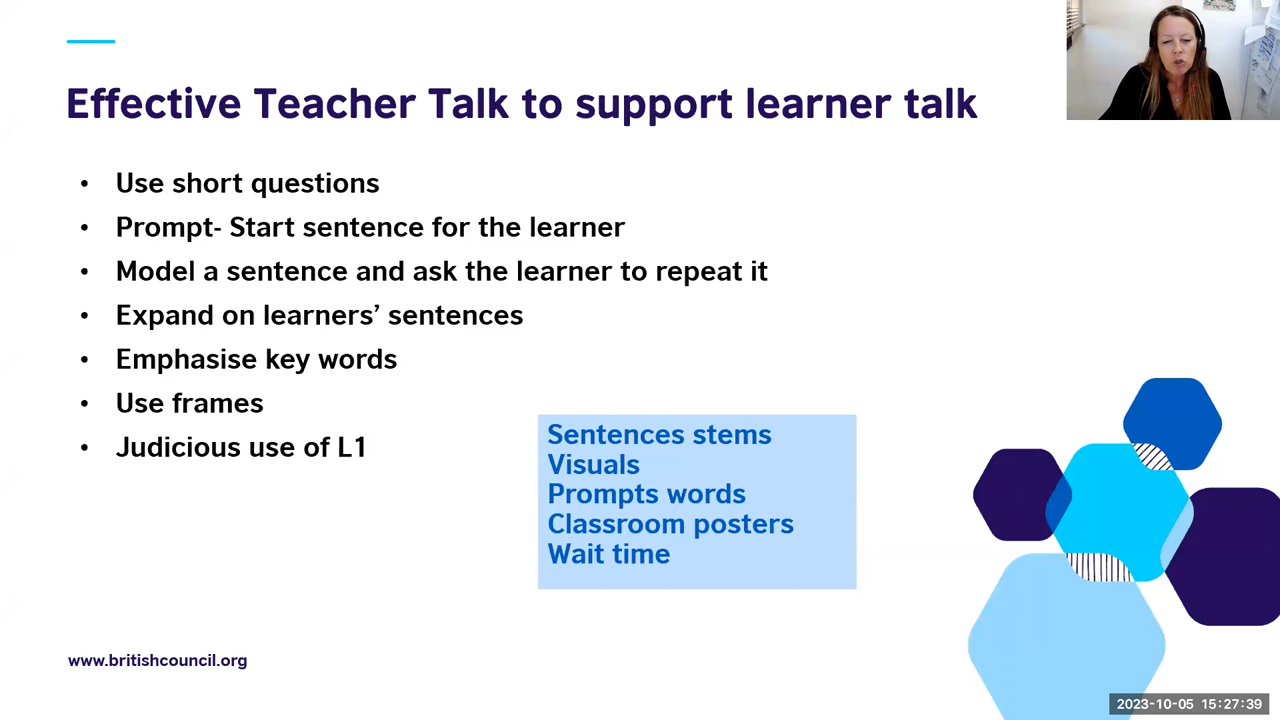 Effective Teacher Talk to support learner talk
• Use short questions
• Prompt- Start sentence for the learner
• Model a sentence and ask the learner to repeat it
• Expand on learners’ sentences
• Emphasise key words
• Use frames
• Judicious use of L1
Sentences stems
Visuals
Prompts words
Classroom posters
Wait time
www.britishcouncil.org
2023-10-05 15:27:39